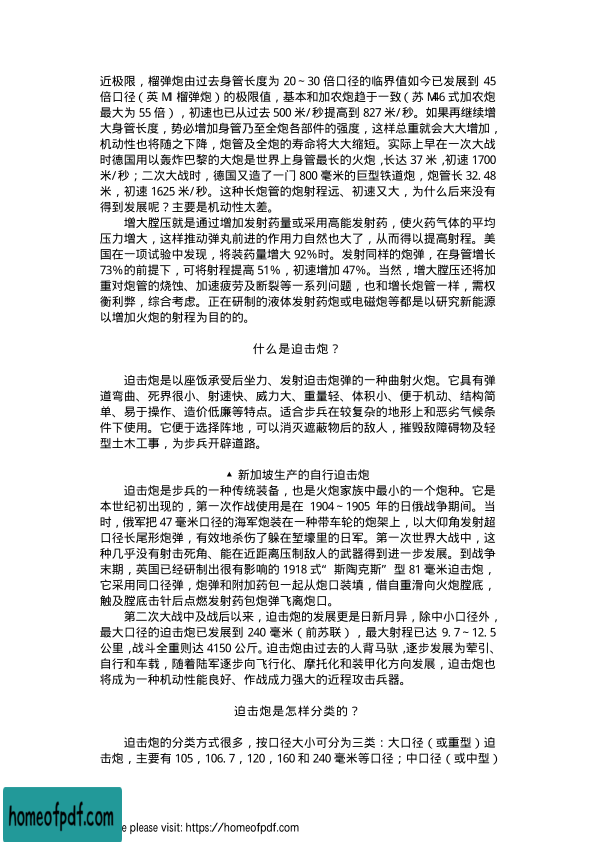 近极限，榴弹炮由过去身管长度为 20～30 倍口径的临界值如今已发展到 45
倍口径（英 M 榴弹炮）的极限值，基本和加农炮趋于一致（苏 M46 式加农炮
最大为 55 倍），初速也已从过去 500 米/秒提高到 827 米/秒。如果再继续增
大身管长度，势必增加身管乃至全炮各部件的强度，这样总重就会大大增加，
机动性也将随之下降，炮管及全炮的寿命将大大缩短。实际上早在一次大战
时德国用以轰炸巴黎的大炮是世界上身管最长的火炮，长达 37 米，初速 1700
米/秒；二次大战时，德国又造了一门 800 毫米的巨型铁道炮，炮管长 32.48
米，初速 1625 米/秒。这种长炮管的炮射程远、初速又大，为什么后来没有
得到发展呢？主要是机动性太差。
增大膛压就是通过增加发射药量或采用高能发射药，使火药气体的平均
压力增大，这样推动弹丸前进的作用力自然也大了，从而得以提高射程。美
国在一项试验中发现，将装药量增大 92％时。发射同样的炮弹，在身管增长
73％的前提下，可将射程提高 51％，初速增加 47％。当然，增大膛压还将加
重对炮管的烧蚀、加速疲劳及断裂等一系列问题，也和增长炮管一样，需权
衡利弊，综合考虑。正在研制的液体发射药炮或电磁炮等都是以研究新能源
以增加火炮的射程为目的的。
什么是迫击炮？
迫击炮是以座饭承受后坐力、发射迫击炮弹的一种曲射火炮。它具有弹
道弯曲、死界很小、射速快、威力大、重量轻、体积小、便于机动、结构简
单、易于操作、造价低廉等特点。适合步兵在较复杂的地形上和恶劣气候条
件下使用。它便于选择阵地，可以消灭遮蔽物后的敌人，摧毁敌障碍物及轻
型土木工事，为步兵开辟道路。
▲ 新加坡生产的自行迫击炮
迫击炮是步兵的一种传统装备，也是火炮家族中最小的一个炮种。它是
本世纪初出现的，第一次作战使用是在 1904～1905 年的日俄战争期间。当
时，俄军把 47 毫米口径的海军炮装在一种带车轮的炮架上，以大仰角发射超
口径长尾形炮弹，有效地杀伤了躲在堑壕里的日军。第一次世界大战中，这
种几乎没有射击死角、能在近距离压制敌人的武器得到进一步发展。到战争
末期，英国已经研制出很有影响的 1918 式“斯陶克斯”型 81 毫米迫击炮，
它采用同口径弹，炮弹和附加药包一起从炮口装填，借自重滑向火炮膛底，
触及膛底击针后点燃发射药包炮弹飞离炮口。
第二次大战中及战后以来，迫击炮的发展更是日新月异，除中小口径外，
最大口径的迫击炮已发展到 240 毫米（前苏联），最大射程已达 9.7～12.5
公里，战斗全重则达 4150 公斤。迫击炮由过去的人背马驮，逐步发展为荤引、
自行和车载，随着陆军逐步向飞行化、摩托化和装甲化方向发展，迫击炮也
将成为一种机动性能良好、作战成力强大的近程攻击兵器。
迫击炮是怎样分类的？
迫击炮的分类方式很多，按口径大小可分为三类：大口径（或重型）迫
击炮，主要有 105，106.7，120，160 和 240 毫米等口径；中口径（或中型）
homeofpdf.com
e please visit: https://homeofpdf.com